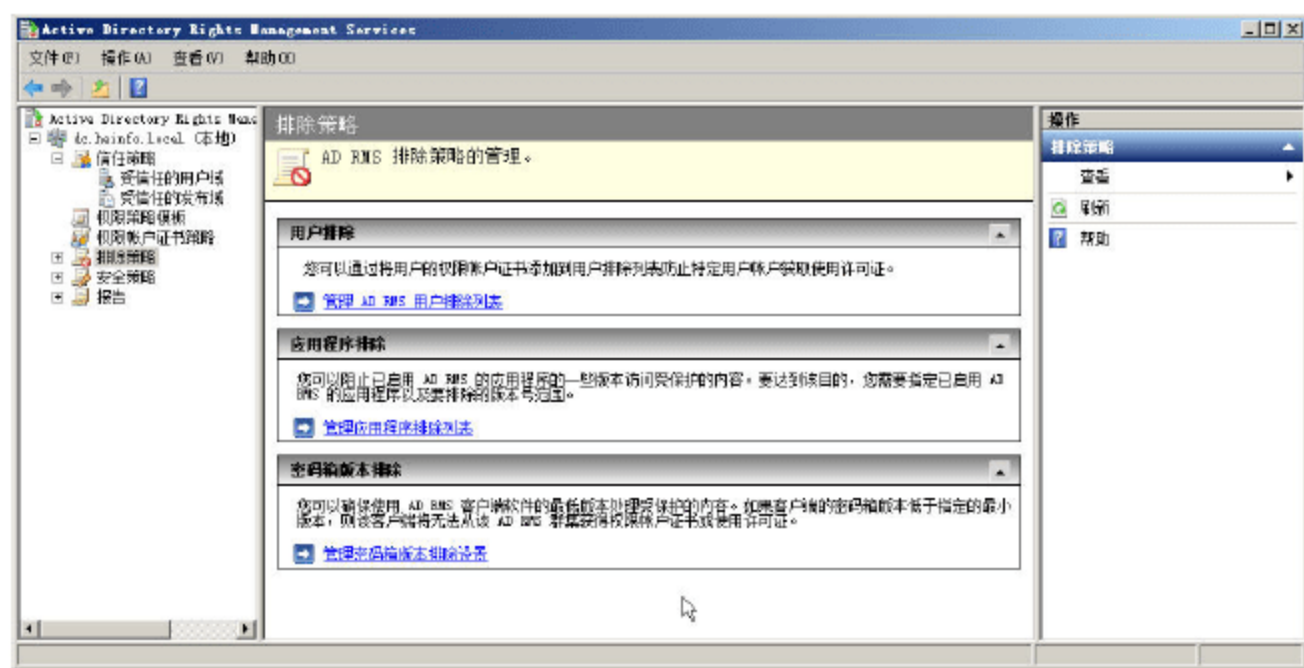 Active Directory Rights Management Services
文件(F) 操作(A) 查看(V) 帮助(H)
Active Directory Rights Mana
dc.heinfo.local (本地)
信任策略
受信任的用户域
受信任的发布域
权限策略模板
权限帐户证书策略
排除策略
安全策略
报告
排除策略
AD RMS 排除策略的管理。
用户排除
您可以通过将用户的权限帐户证书添加到用户排除列表防止特定用户帐户获取使用许可证。
管理 AD RMS 用户排除列表
应用程序排除
您可以阻止已启用 AD RMS 的应用程序的一些版本访问受保护的内容。要达到该目的，您需要指定已启用 AD
RMS 的应用程序以及要排除的版本号范围。
管理应用程序排除列表
密码箱版本排除
您可以确保使用 AD RMS 客户端软件的最低版本处理受保护的内容。如果客户端的密码箱版本低于指定的最小
版本，则该客户端将无法从该 AD RMS 群集获得权限帐户证书或使用许可证。
管理密码箱版本排除设置
操作
排除策略
查看
刷新
帮助